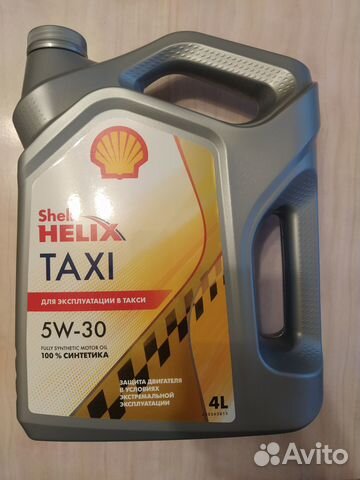 Shell
HELIX
TAXI
ДЛЯ ЭКСПЛУАТАЦИИ В ТАКСИ
5W-30
FULLY SYNTHETIC MOTOR OIL
100 % СИНТЕТИКА
ЗАЩИТА ДВИГАТЕЛЯ
В УСЛОВИЯХ
ЭКСТРЕМАЛЬНОЙ
ЭКСПЛУАТАЦИИ
4L
Avito